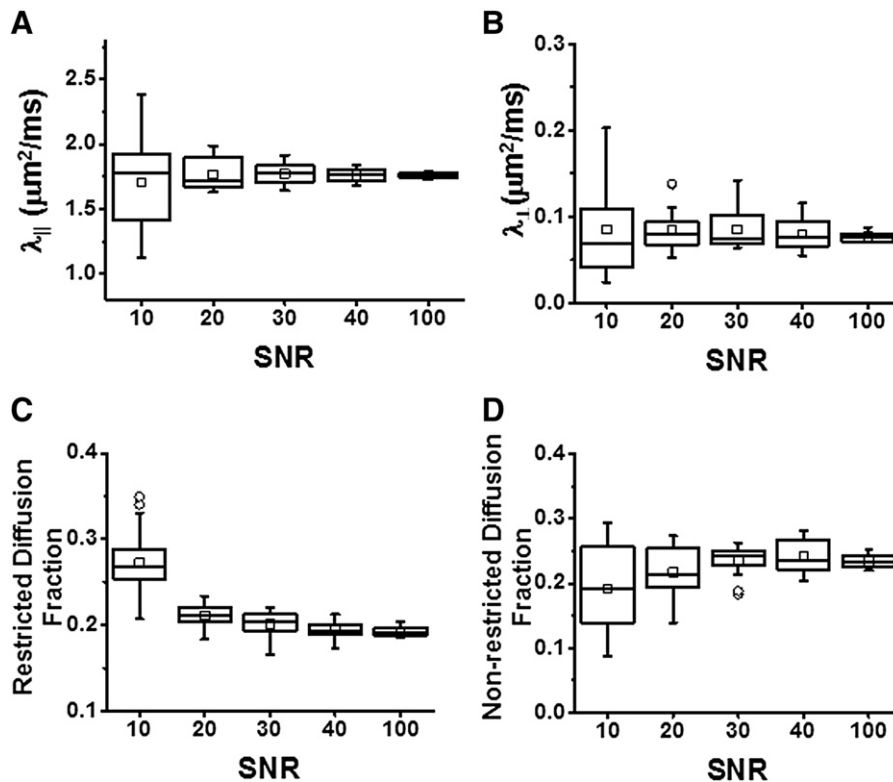 A
λ|| (μm²/ms)
2.5
2.0
1.5
1.0
10 20 30 40 100
SNR
B
λ⊥ (μm²/ms)
0.3
0.2
0.1
0.0
10 20 30 40 100
SNR
C
Restricted Diffusion
Fraction
0.4
0.3
0.2
0.1
10 20 30 40 100
SNR
D
Non-restricted Diffusion
Fraction
0.4
0.3
0.2
0.1
0.0
10 20 30 40 100
SNR